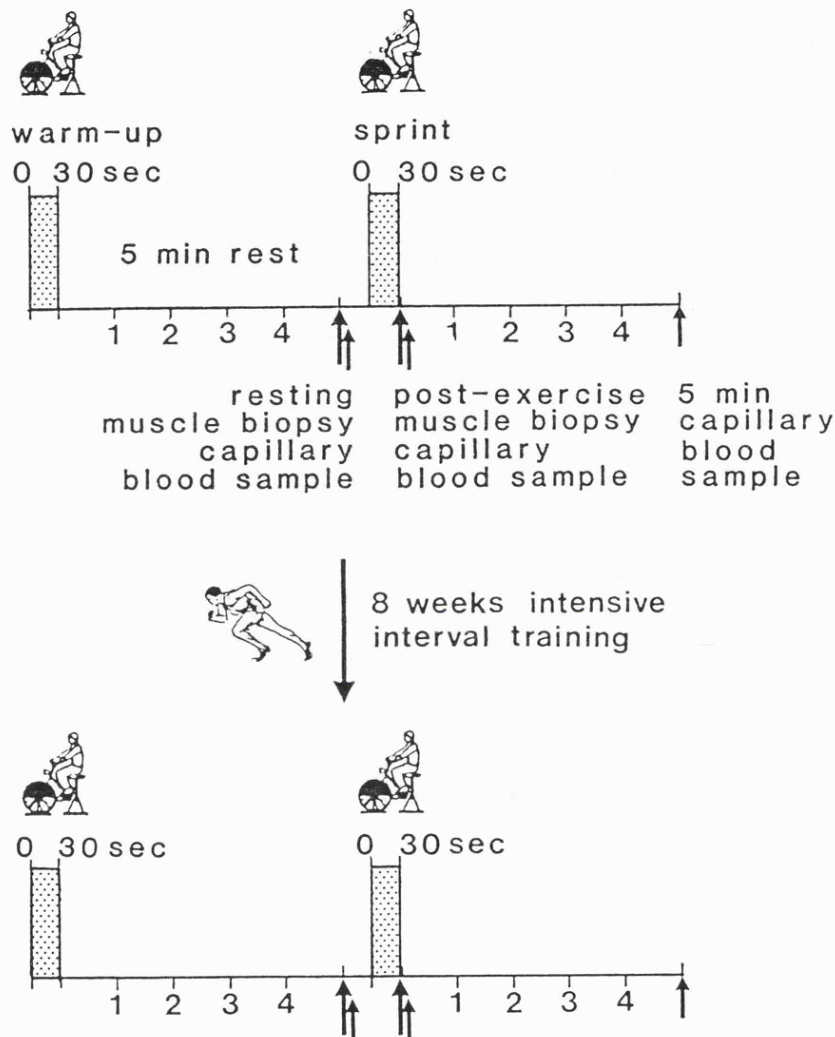 warm-up sprint
0 30 sec 0 30 sec
5 min rest
1 2 3 4 1 2 3 4
resting post-exercise 5 min
muscle biopsy muscle biopsy capillary
capillary capillary blood
blood sample blood sample sample
8 weeks intensive
interval training
0 30 sec 0 30 sec
1 2 3 4 1 2 3 4